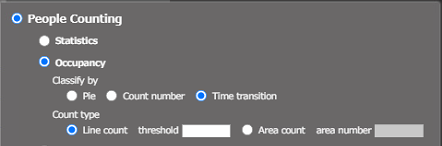 People Counting
Statistics
Occupancy
Classify by
Pie Count number Time transition
Count type
Line count threshold Area count area number